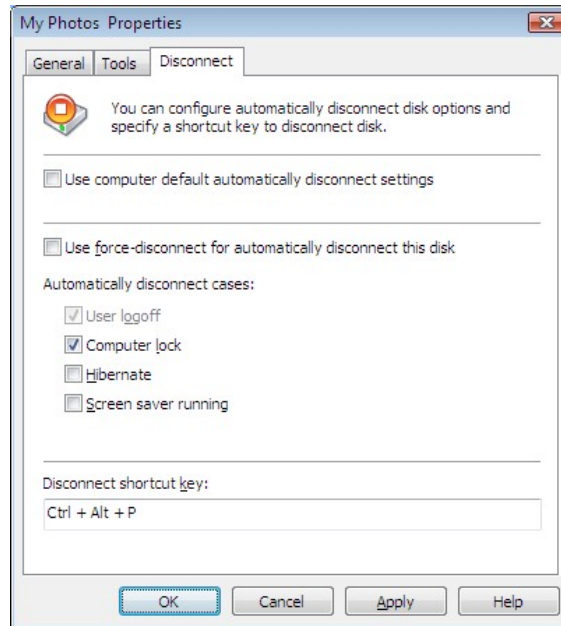 My Photos Properties
General Tools Disconnect
You can configure automatically disconnect disk options and
specify a shortcut key to disconnect disk.
Use computer default automatically disconnect settings
Use force-disconnect for automatically disconnect this disk
Automatically disconnect cases:
User logoff
Computer lock
Hibernate
Screen saver running
Disconnect shortcut key:
Ctrl + Alt + P
OK Cancel Apply Help